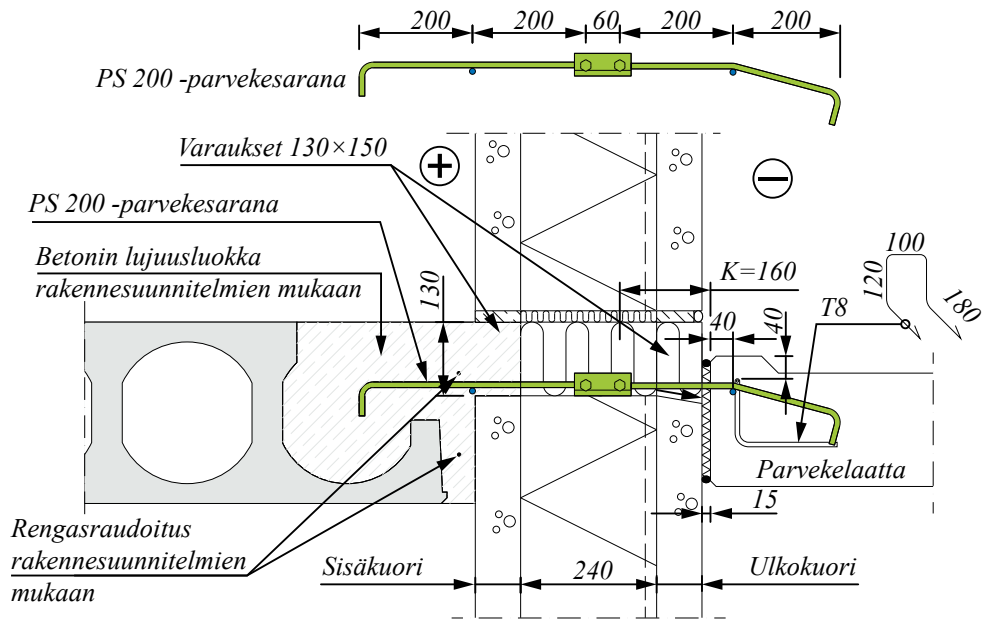 200 200 60 200 200
PS 200 -parvekesarana
Varaukset 130×150
+
−
PS 200 -parvekesarana
Betonin lujuusluokka
rakennesuunnitelmien mukaan
130
K=160
40
40
T8
100
120
180
Parvekelaatta
15
Rengasraudoitus
rakennesuunnitelmien
mukaan
Sisäkuori
240
Ulkokuori